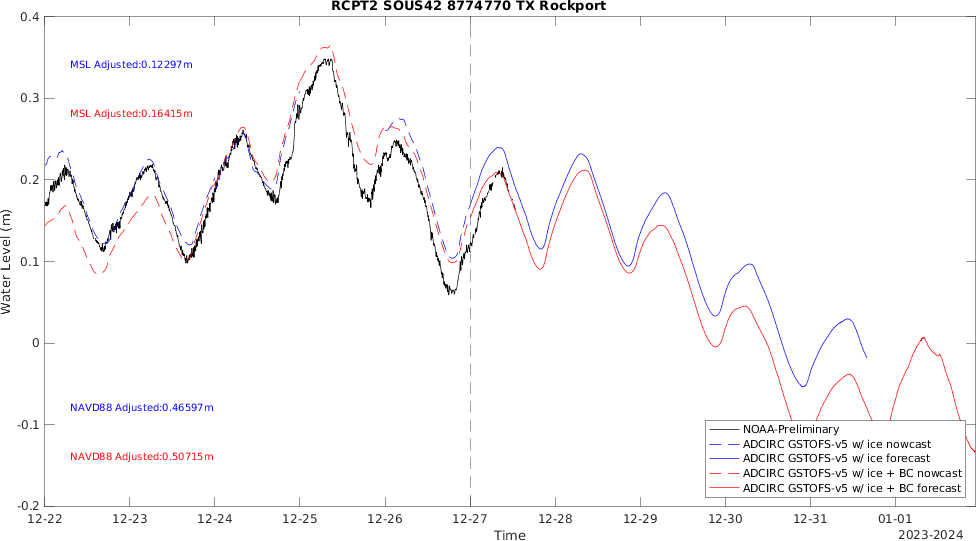 RCPT2 SOUS42 8774770 TX Rockport
0.4
0.3
0.2
0.1
0
-0.1
-0.2
Water Level (m)
MSL Adjusted:0.12297m
MSL Adjusted:0.16415m
NAVD88 Adjusted:0.46597m
NAVD88 Adjusted:0.50715m
NOAA-Preliminary
ADCIRC GSTOFS-v5 w/ ice nowcast
ADCIRC GSTOFS-v5 w/ ice forecast
ADCIRC GSTOFS-v5 w/ ice + BC nowcast
ADCIRC GSTOFS-v5 w/ ice + BC forecast
12-22 12-23 12-24 12-25 12-26 12-27 12-28 12-29 12-30 12-31 01-01
Time
2023-2024